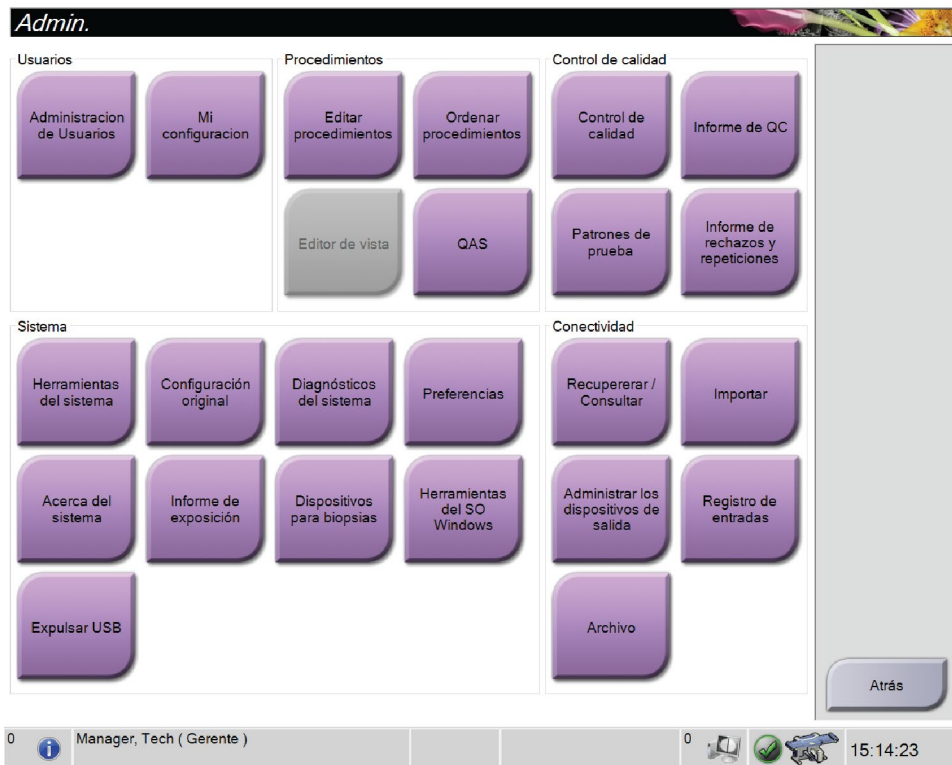 Admin.
Usuarios
Administracion
de Usuarios
Mi
configuracion
Procedimientos
Editar
procedimientos
Ordenar
procedimientos
Editor de vista
QAS
Control de calidad
Control de
calidad
Informe de QC
Patrones de
prueba
Informe de
rechazos y
repeticiones
Sistema
Herramientas
del sistema
Configuración
original
Diagnósticos
del sistema
Preferencias
Acerca del
sistema
Informe de
exposición
Dispositivos
para biopsias
Herramientas
del SO
Windows
Expulsar USB
Conectividad
Recupererar /
Consultar
Importar
Administrar los
dispositivos de
salida
Registro de
entradas
Archivo
Atrás
0
Manager, Tech ( Gerente )
0
15:14:23